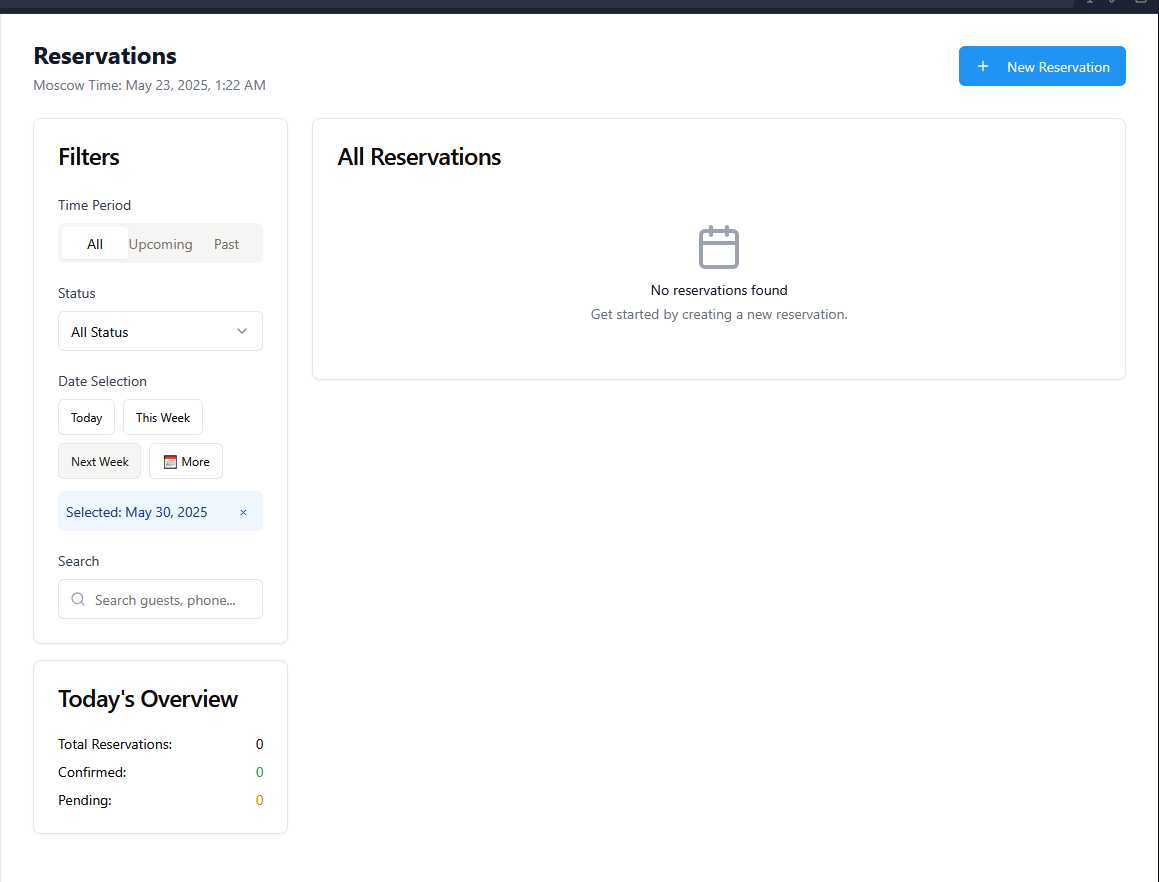 Reservations
Moscow Time: May 23, 2025, 1:22 AM
+ New Reservation
Filters
Time Period
All Upcoming Past
Status
All Status
Date Selection
Today This Week
Next Week More
Selected: May 30, 2025 ×
Search
Search guests, phone...
Today's Overview
Total Reservations: 0
Confirmed: 0
Pending: 0
All Reservations
No reservations found
Get started by creating a new reservation.